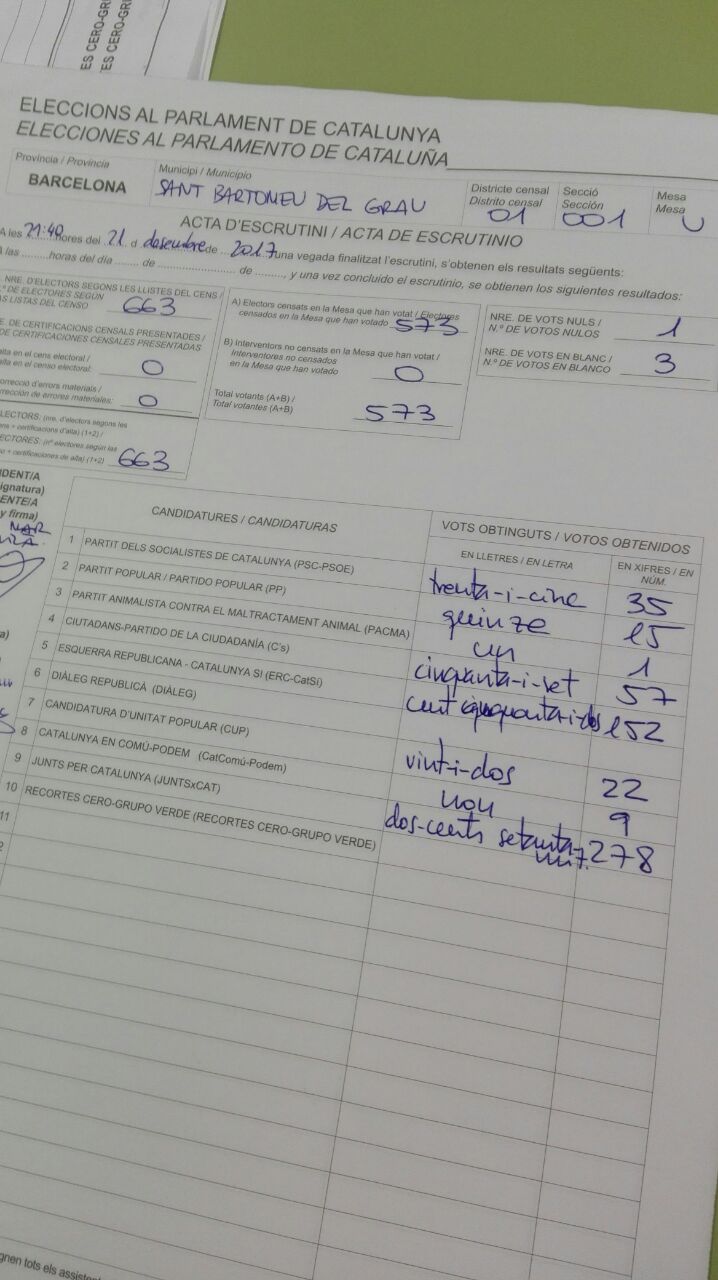 ES CERO-GR
ES CERO-GRI
ELECCIONS AL PARLAMENT DE CATALUNYA
ELECCIONES AL PARLAMENTO DE CATALUÑA
Província / Provincia
BARCELONA
Municipi / Municipio
SANT BARTOMEU DEL GRAU
Districte censal
Distrito censal
01
Secció
Sección
001
Mesa
Mesa
U
ACTA D'ESCRUTINI / ACTA DE ESCRUTINIO
A les 21:40 hores del 21 d desembre de 2017 una vegada finalitzat l'escrutini, s'obtenen els resultats següents:
A las ........ horas del día ........ de ........ de ........, y una vez concluido el escrutinio, se obtienen los siguientes resultados:
NRE. D'ELECTORS SEGONS LES LLISTES DEL CENS /
º DE ELECTORES SEGÚN
AS LISTAS DEL CENSO
663
E. DE CERTIFICACIONS CENSALS PRESENTADES /
DE CERTIFICACIONES CENSALES PRESENTADAS
alta en el cens electoral /
alta en el censo electoral:
0
orrecció d'errors materials /
rrección de errores materiales:
0
LECTORS: (nre. d'electors segons les
ens + certificacions d'alta) (1+2) /
ECTORES: (nº electores según las
o + certificaciones de alta) (1+2)
663
A) Electors censats en la Mesa que han votat / Electores
censados en la Mesa que han votado
573
B) Interventors no censats en la Mesa que han votat /
Interventores no censados
en la Mesa que han votado
0
Total votants (A+B) /
Total votantes (A+B)
573
NRE. DE VOTS NULS /
N.º DE VOTOS NULOS
1
NRE. DE VOTS EN BLANC /
N.º DE VOTOS EN BLANCO
3
IDENT/A
ignatura)
ENTE/A
y firma)
CANDIDATURES / CANDIDATURAS
VOTS OBTINGUTS / VOTOS OBTENIDOS
EN LLETRES / EN LETRA
EN XIFRES / EN
NÚM.
1 PARTIT DELS SOCIALISTES DE CATALUNYA (PSC-PSOE)
trenta-i-cinc 35
2 PARTIT POPULAR / PARTIDO POPULAR (PP)
quinze 15
3 PARTIT ANIMALISTA CONTRA EL MALTRACTAMENT ANIMAL (PACMA)
un 1
4 CIUTADANS-PARTIDO DE LA CIUDADANÍA (C's)
cinquanta-i-set 57
5 ESQUERRA REPUBLICANA - CATALUNYA SI (ERC-CatSí)
cent cinquanta-i-dos 152
6 DIÀLEG REPUBLICÀ (DIÀLEG)
7 CANDIDATURA D'UNITAT POPULAR (CUP)
vint-i-dos 22
8 CATALUNYA EN COMÚ-PODEM (CatComú-Podem)
nou 9
9 JUNTS PER CATALUNYA (JUNTSxCAT)
dos-cents setanta-vuit. 278
10 RECORTES CERO-GRUPO VERDE (RECORTES CERO-GRUPO VERDE)
11
2
gnen tots els assiste